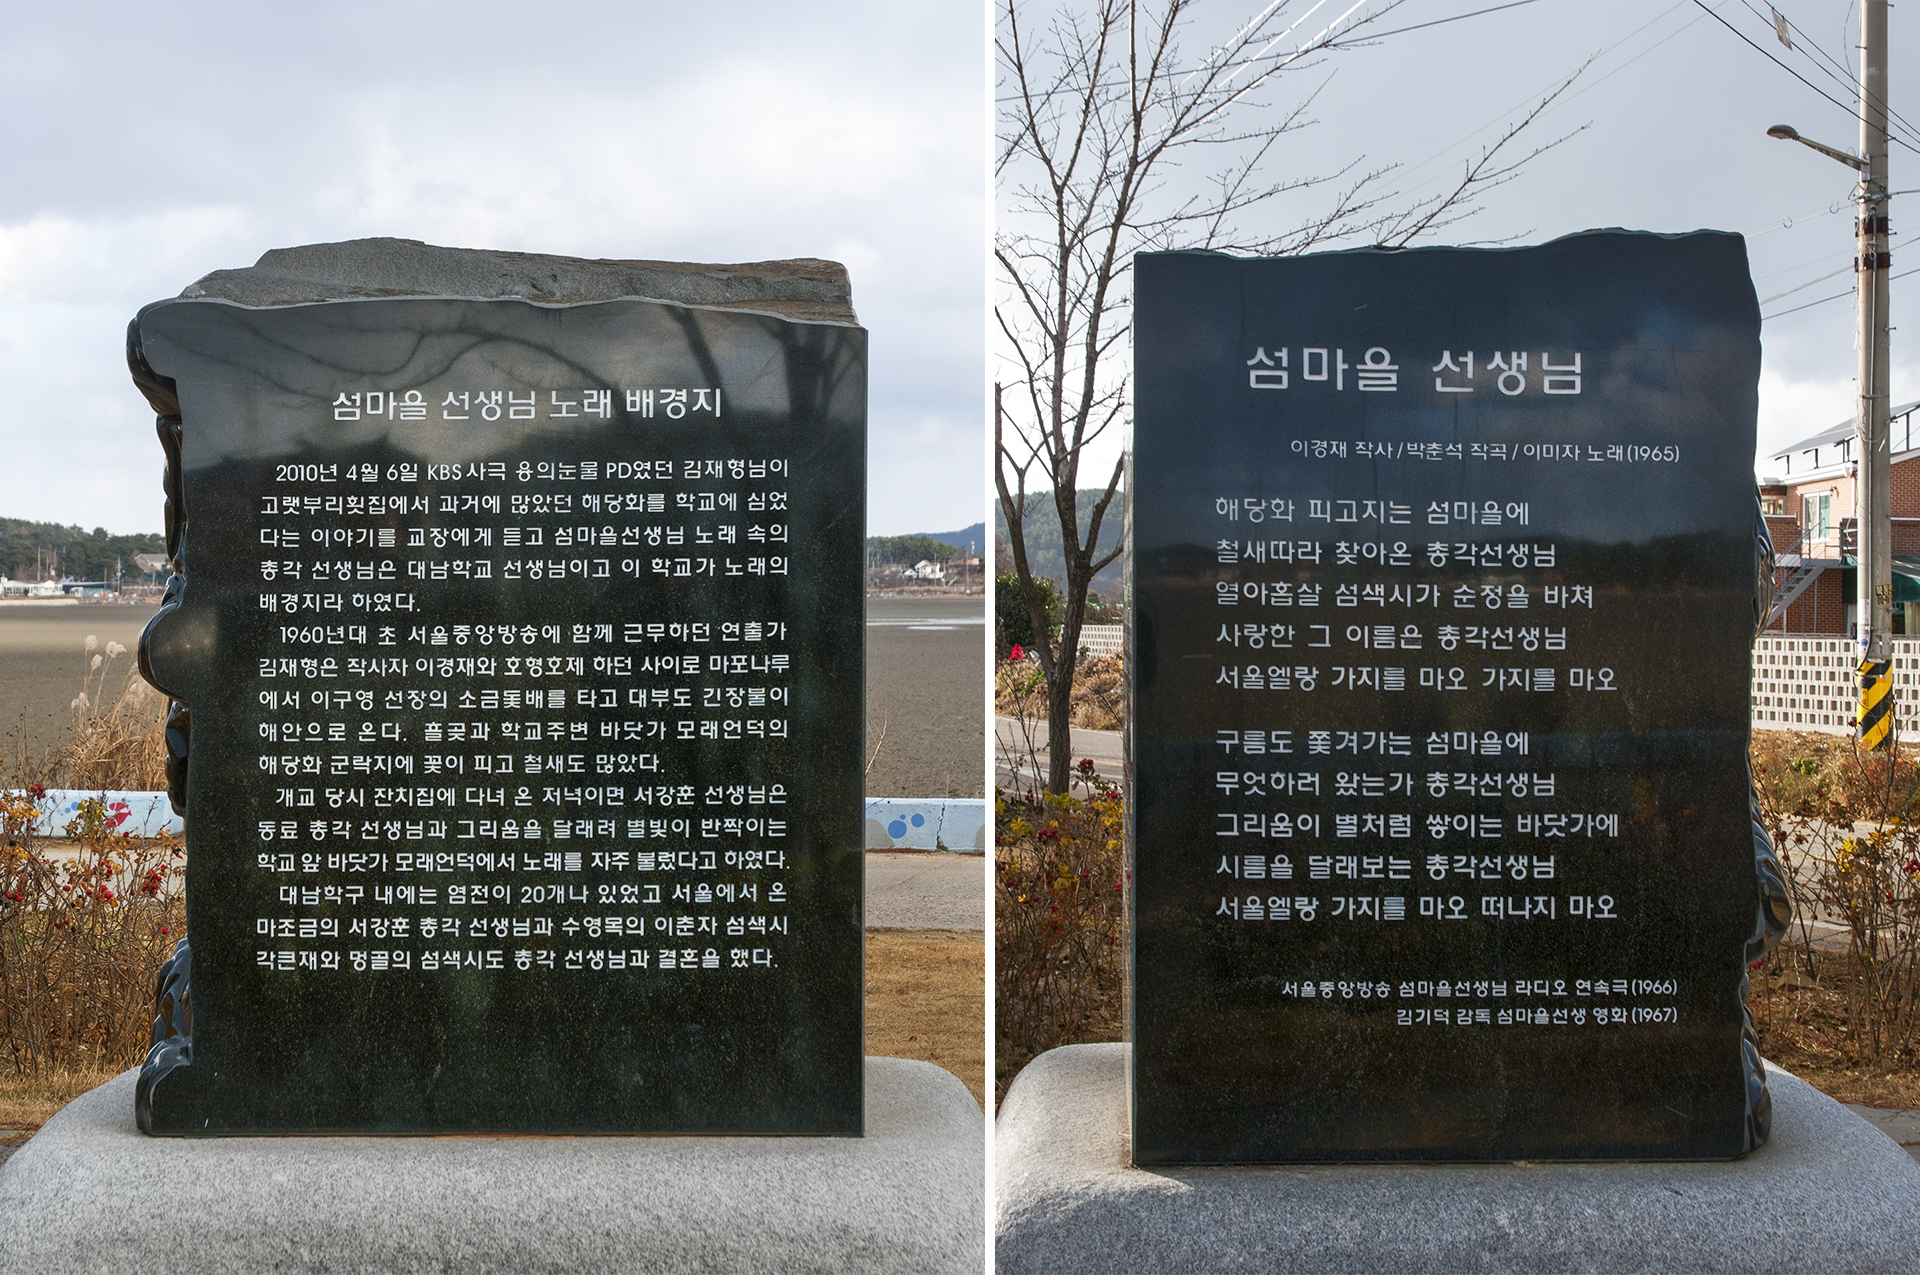 섬마을 선생님 노래 배경지
2010년 4월 6일 KBS사극 용의눈물 PD였던 김재형님이
고랫부리횟집에서 과거에 많았던 해당화를 학교에 심었
다는 이야기를 교장에게 듣고 섬마을선생님 노래 속의
총각 선생님은 대남학교 선생님이고 이 학교가 노래의
배경지라 하였다.
1960년대 초 서울중앙방송에 함께 근무하던 연출가
김재형은 작사자 이경재와 호형호제 하던 사이로 마포나루
에서 이구영 선장의 소금돛배를 타고 대부도 긴장불이
해안으로 온다. 플곶과 학교주변 바닷가 모래언덕의
해당화 군락지에 꽃이 피고 철새도 많았다.
개교 당시 잔치집에 다녀 온 저녁이면 서강훈 선생님은
동료 총각 선생님과 그리움을 달래려 별빛이 반짝이는
학교 앞 바닷가 모래언덕에서 노래를 자주 불렀다고 하였다.
대남학구 내에는 염전이 20개나 있었고 서울에서 온
마조금의 서강훈 총각 선생님과 수영목의 이춘자 섬색시
각큰재와 멍골의 섬색시도 총각 선생님과 결혼을 했다.
섬마을 선생님
이경재 작사/박춘석 작곡/이미자 노래(1965)
해당화 피고지는 섬마을에
철새따라 찾아온 총각선생님
열아홉살 섬색시가 순정을 바쳐
사랑한 그 이름은 총각선생님
서울엘랑 가지를 마오 가지를 마오
구름도 쫓겨가는 섬마을에
무엇하러 왔는가 총각선생님
그리움이 별처럼 쌓이는 바닷가에
시름을 달래보는 총각선생님
서울엘랑 가지를 마오 떠나지 마오
서울중앙방송 섬마을선생님 라디오 연속극(1966)
김기덕 감독 섬마을선생 영화(1967)